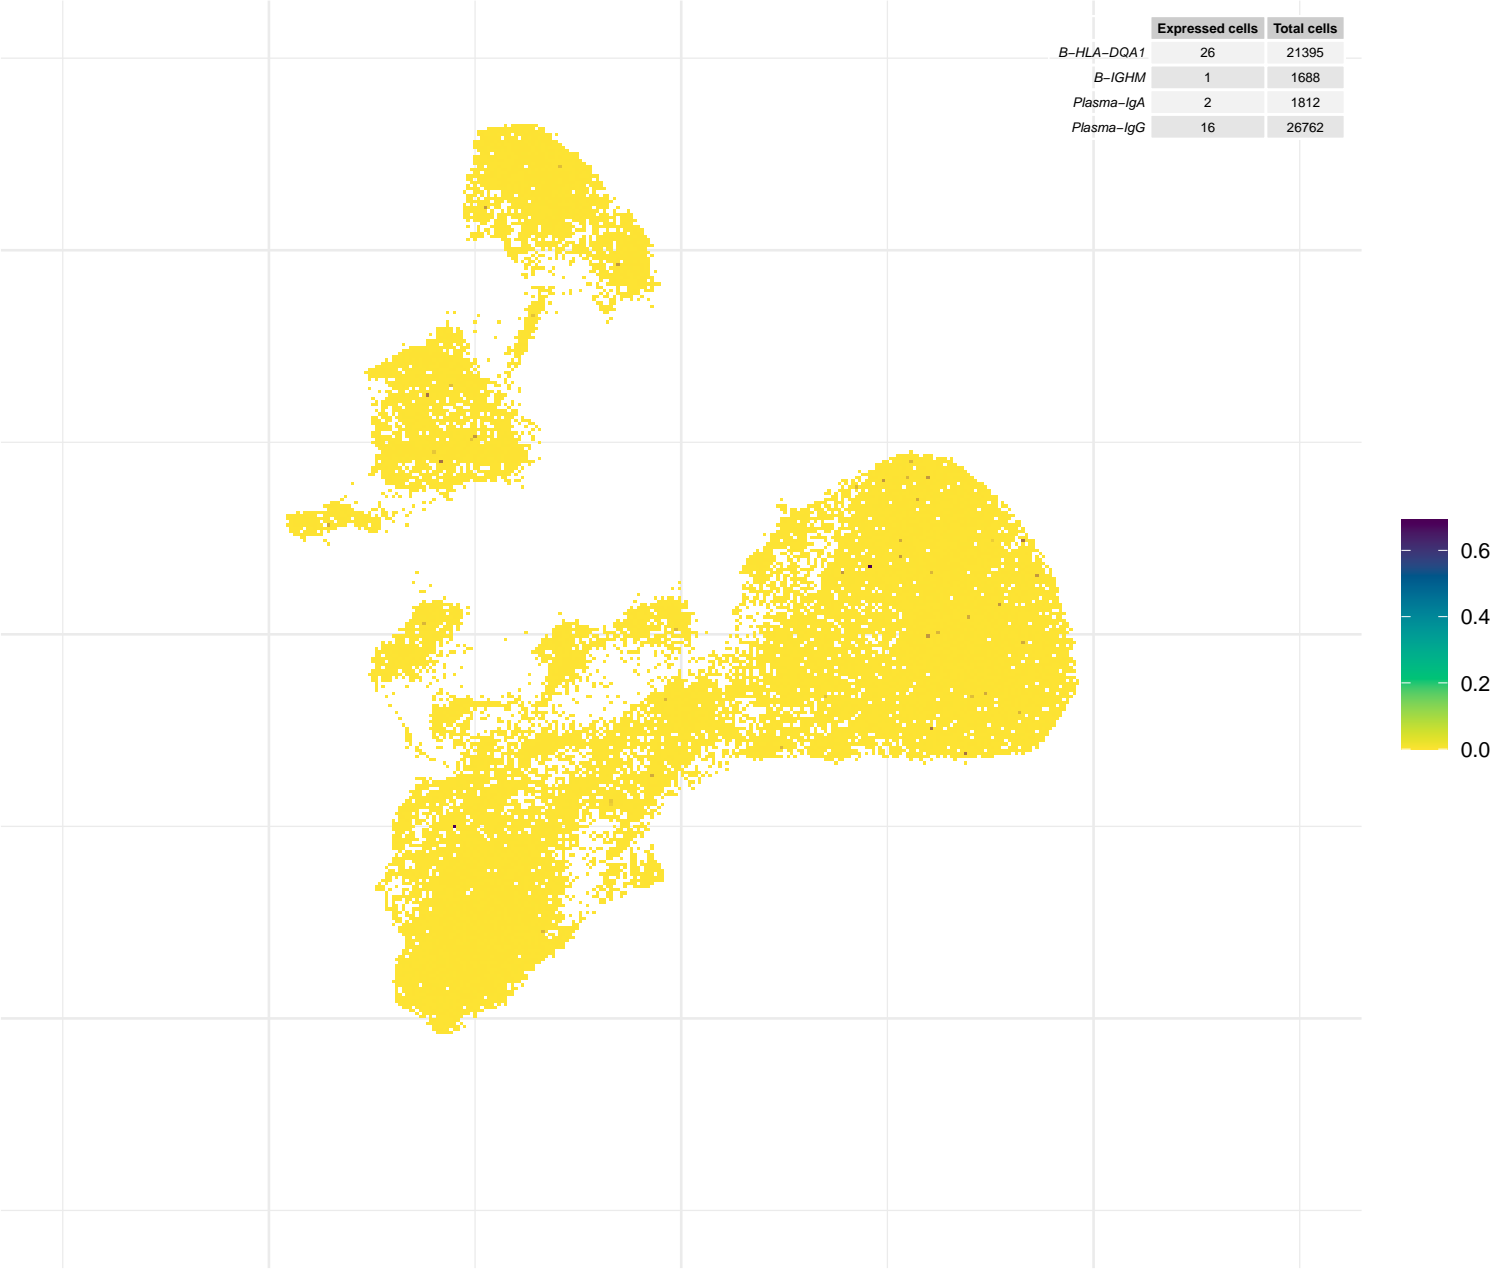 Expressed cells Total cells
B−HLA−DQA1 26 21395
B−IGHM 1 1688
Plasma−IgA 2 1812
Plasma−IgG 16 26762
0.6
0.4
0.2
0.0